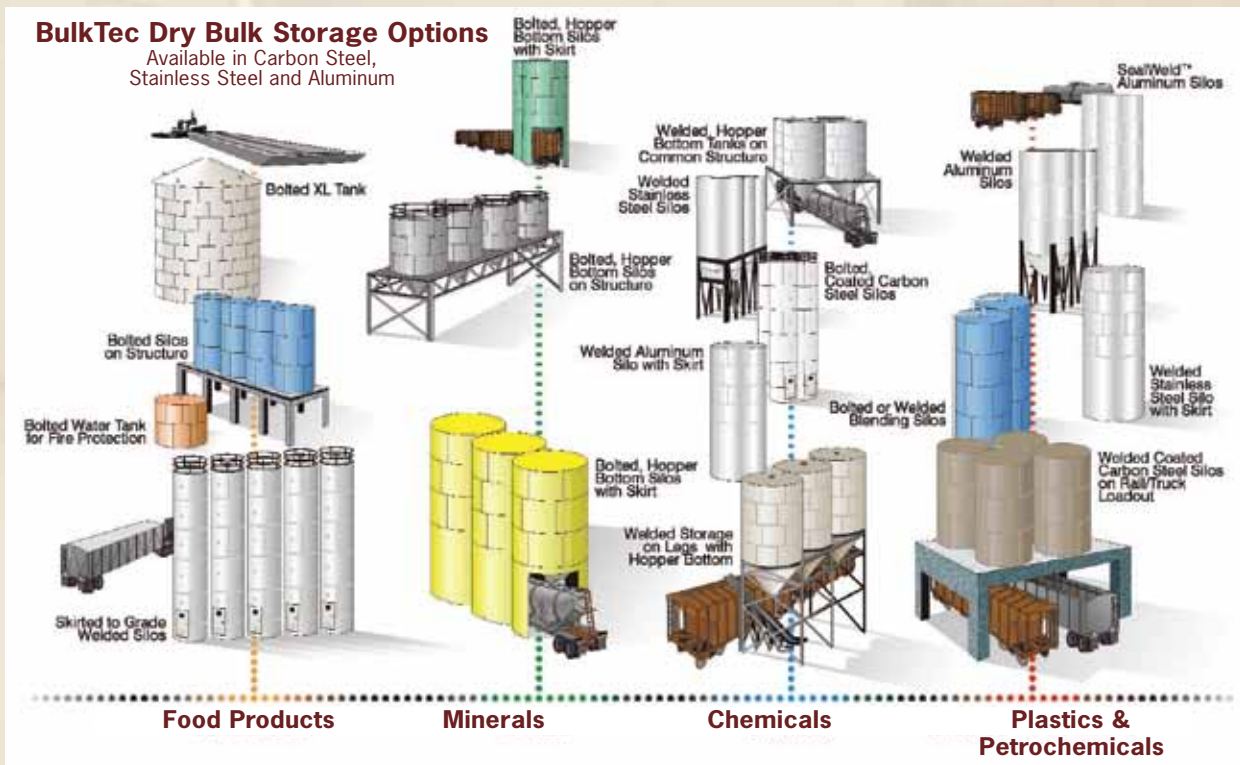 BulkTec Dry Bulk Storage Options
Available in Carbon Steel,
Stainless Steel and Aluminum
Bolted XL Tank
Bolted Silos
on Structure
Bolted Water Tank
for Fire Protection
Skirted to Grade
Welded Silos
Bolted, Hopper
Bottom Silos
with Skirt
Bolted, Hopper
Bottom Silos
on Structure
Bolted, Hopper
Bottom Silos
with Skirt
Welded, Hopper
Bottom Tanks on
Common Structure
Welded
Stainless
Steel Silos
Bolted,
Coated Carbon
Steel Silos
Welded Aluminum
Silo with Skirt
Welded Storage
on Legs with
Hopper Bottom
SealWeld™
Aluminum Silos
Welded
Aluminum
Silos
Bolted or Welded
Blending Silos
Welded
Stainless
Steel Silo
with Skirt
Welded Coated
Carbon Steel Silos
on Rail/Truck
Loadout
Food Products
Minerals
Chemicals
Plastics &
Petrochemicals